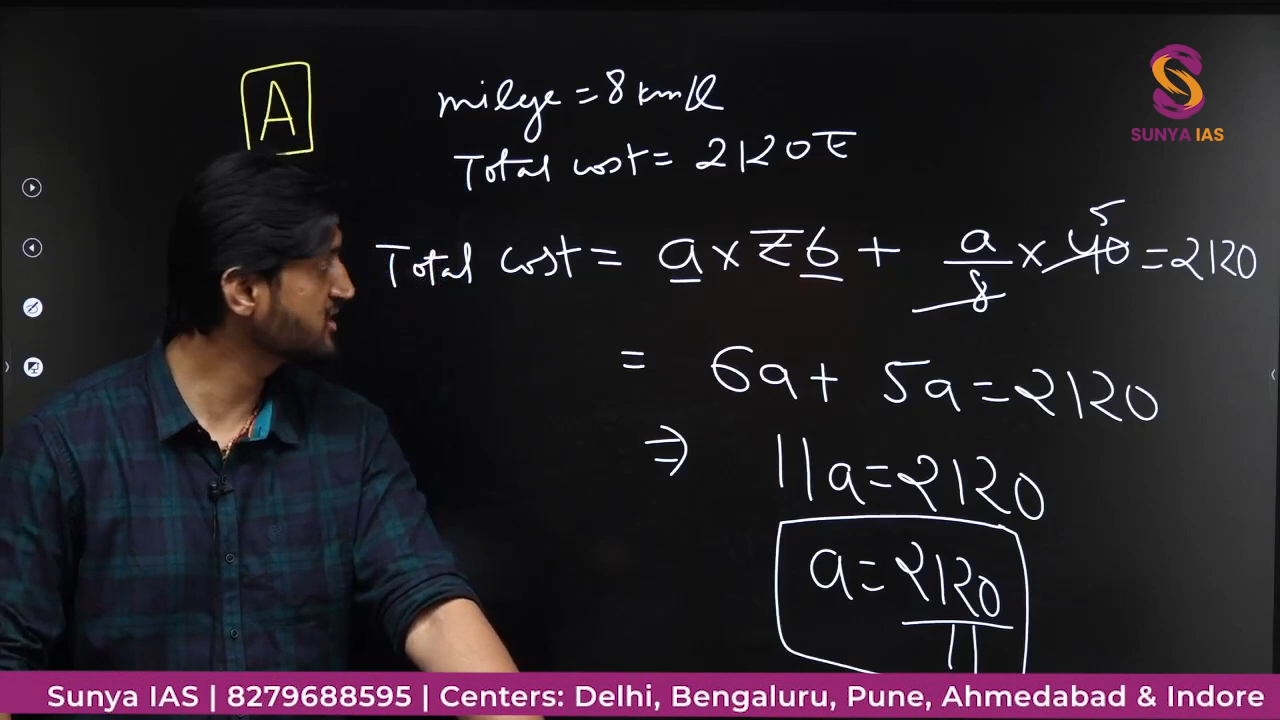 A
milge = 8 km/l
Total cost = 2120 ₹
SUNYA IAS
Total cost = a x ₹6 + a/8 x 40 = 2120
5
= 6a + 5a = 2120
⇒ 11a = 2120
a = 2120/11
Sunya IAS | 8279688595 | Centers: Delhi, Bengaluru, Pune, Ahmedabad & Indore